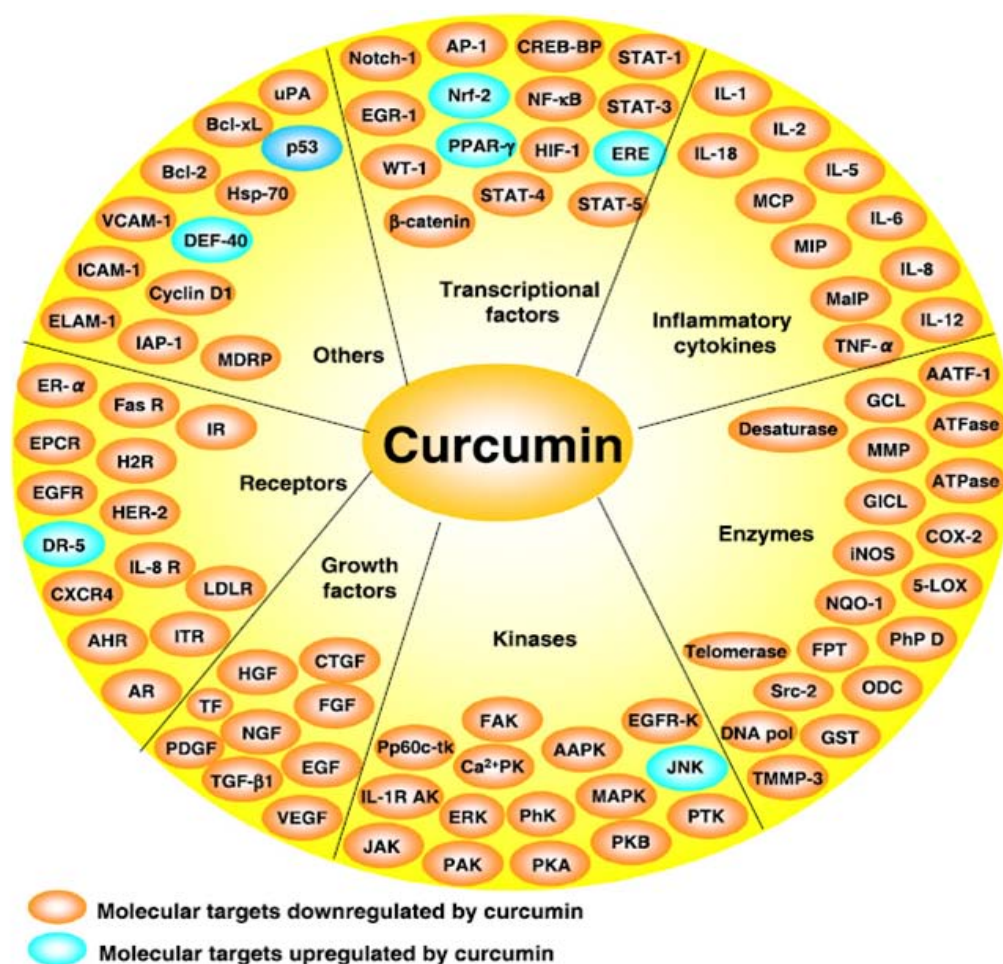 Notch-1
AP-1
CREB-BP
STAT-1
EGR-1
Nrf-2
NF-κB
STAT-3
WT-1
PPAR-γ
HIF-1
ERE
STAT-4
STAT-5
β-catenin
Transcriptional
factors
IL-1
IL-2
IL-18
IL-5
MCP
IL-6
MIP
IL-8
MaIP
IL-12
TNF-α
Inflammatory
cytokines
AATF-1
GCL
Desaturase
ATFase
MMP
ATPase
GICL
COX-2
iNOS
5-LOX
NQO-1
PhP D
Telomerase
FPT
Src-2
ODC
DNA pol
GST
TMMP-3
Enzymes
Kinases
EGFR-K
FAK
AAPK
Pp60c-tk
Ca²⁺PK
JNK
IL-1R AK
MAPK
ERK
PhK
PTK
JAK
PKB
PAK
PKA
Growth
factors
CTGF
HGF
FGF
TF
NGF
PDGF
EGF
TGF-β1
VEGF
Receptors
ER-α
Fas R
IR
EPCR
H2R
EGFR
HER-2
DR-5
IL-8 R
CXCR4
LDLR
AHR
ITR
AR
Others
uPA
Bcl-xL
p53
Bcl-2
Hsp-70
VCAM-1
DEF-40
ICAM-1
Cyclin D1
ELAM-1
IAP-1
MDRP
Curcumin
Molecular targets downregulated by curcumin
Molecular targets upregulated by curcumin